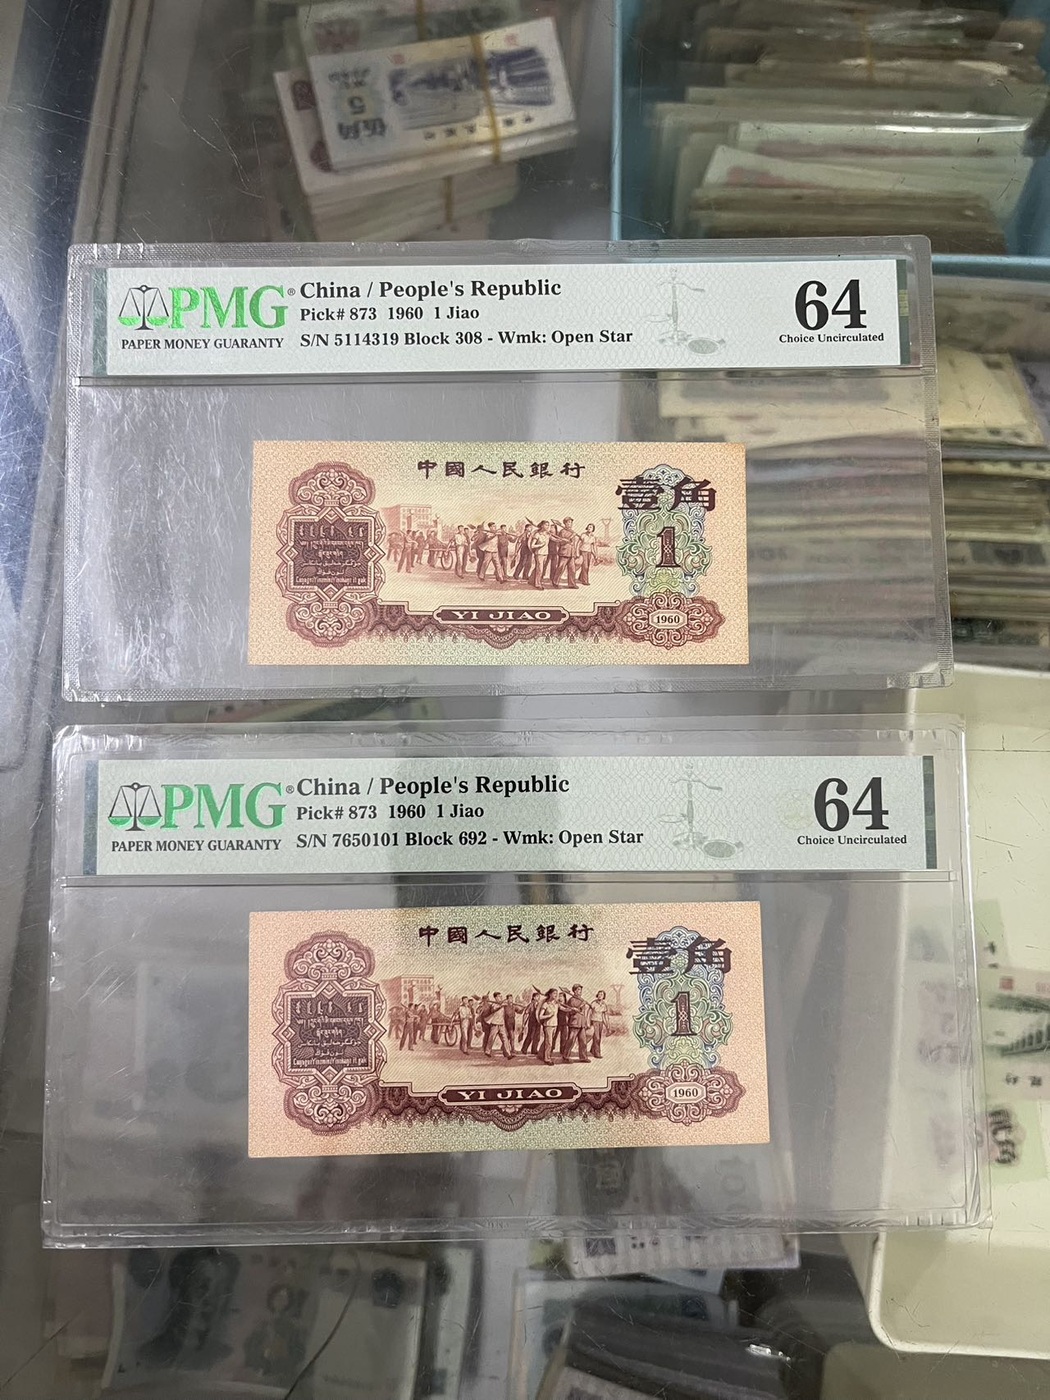 伍角
5
PMG® China / People's Republic
Pick# 873 1960 1 Jiao
PAPER MONEY GUARANTY
S/N 5114319 Block 308 - Wmk: Open Star
64
Choice Uncirculated
中國人民銀行
壹角
1
YI JIAO
1960
PMG® China / People's Republic
Pick# 873 1960 1 Jiao
PAPER MONEY GUARANTY
S/N 7650101 Block 692 - Wmk: Open Star
64
Choice Uncirculated
中國人民銀行
壹角
1
YI JIAO
1960